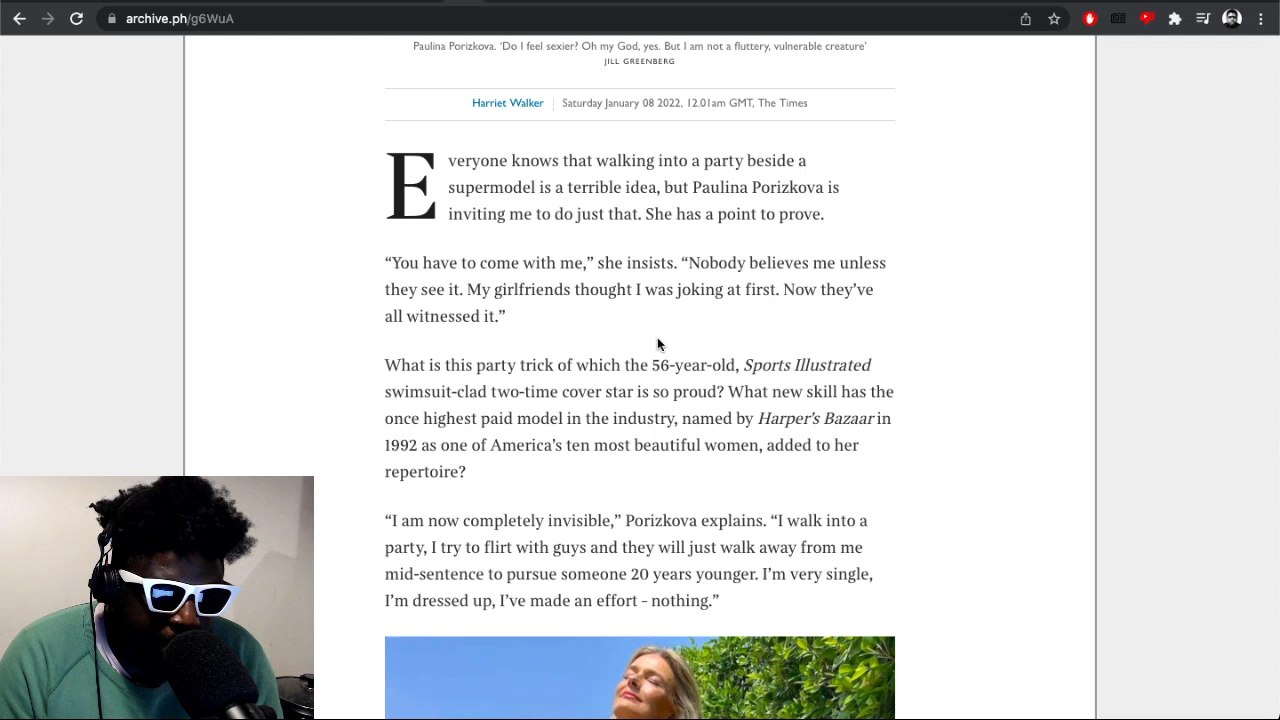 archive.ph/g6WuA
Paulina Porizkova. ‘Do I feel sexier? Oh my God, yes. But I am not a fluttery, vulnerable creature’
JILL GREENBERG
Harriet Walker Saturday January 08 2022, 12.01am GMT, The Times
Everyone knows that walking into a party beside a
supermodel is a terrible idea, but Paulina Porizkova is
inviting me to do just that. She has a point to prove.
“You have to come with me,” she insists. “Nobody believes me unless
they see it. My girlfriends thought I was joking at first. Now they’ve
all witnessed it.”
What is this party trick of which the 56-year-old, Sports Illustrated
swimsuit-clad two-time cover star is so proud? What new skill has the
once highest paid model in the industry, named by Harper’s Bazaar in
1992 as one of America’s ten most beautiful women, added to her
repertoire?
“I am now completely invisible,” Porizkova explains. “I walk into a
party, I try to flirt with guys and they will just walk away from me
mid-sentence to pursue someone 20 years younger. I’m very single,
I’m dressed up, I’ve made an effort – nothing.”